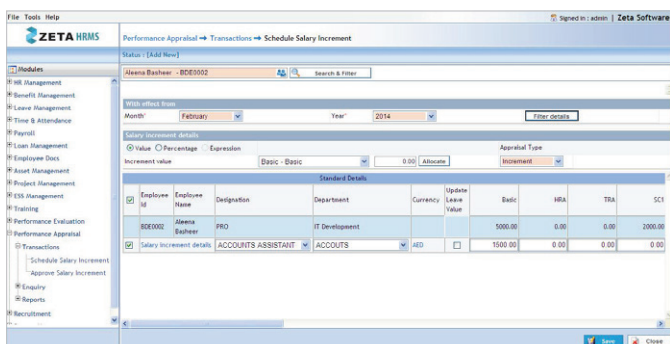 File Tools Help
Signed in : admin | Zeta Software
ZETA HRMS
Performance Appraisal → Transactions → Schedule Salary Increment
Status : [Add New]
Modules
HR Management
Benefit Management
Leave Management
Time & Attendance
Payroll
Loan Management
Employee Docs
Asset Management
Project Management
ESS Management
Training
Performance Evaluation
Performance Appraisal
Transactions
Schedule Salary Increment
Approve Salary Increment
Enquiry
Reports
Recruitment
Aleena Basheer - BDE0002
Search & Filter
With effect from
Month* February Year* 2014 Filter details
Salary increment details
Value Percentage Expression Appraisal Type
Increment value Basic - Basic 0.00 Allocate Increment
Standard Details
Employee Id Employee Name Designation Department Currency Update Leave Value Basic HRA TRA SC1
BDE0002 Aleena Basheer PRO IT Development 5000.00 0.00 0.00 2000.00
Salary increment details ACCOUNTS ASSISTANT ACCOUTS AED 1500.00 0.00 0.00 0.00
Save Close